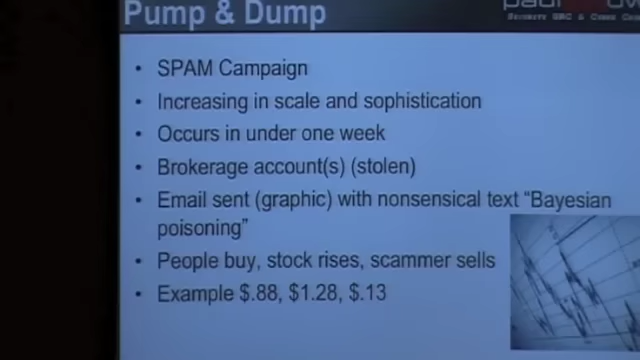 Pump & Dump
• SPAM Campaign
• Increasing in scale and sophistication
• Occurs in under one week
• Brokerage account(s) (stolen)
• Email sent (graphic) with nonsensical text “Bayesian
poisoning”
• People buy, stock rises, scammer sells
• Example $.88, $1.28, $.13